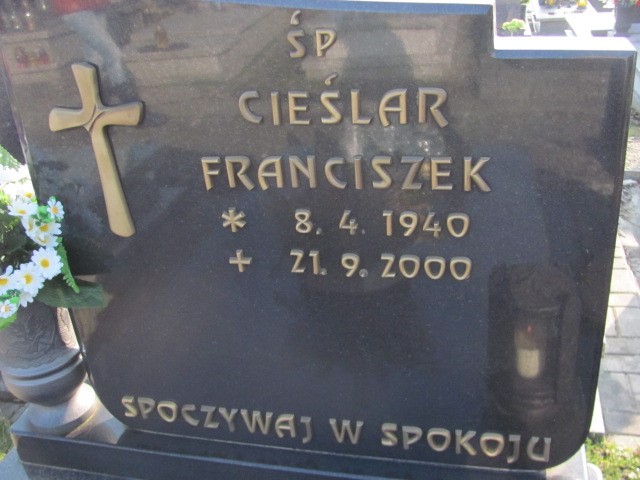 ŚP
CIEŚLAR
FRANCISZEK
* 8. 4. 1940
+ 21. 9. 2000
SPOCZYWAJ W SPOKOJU